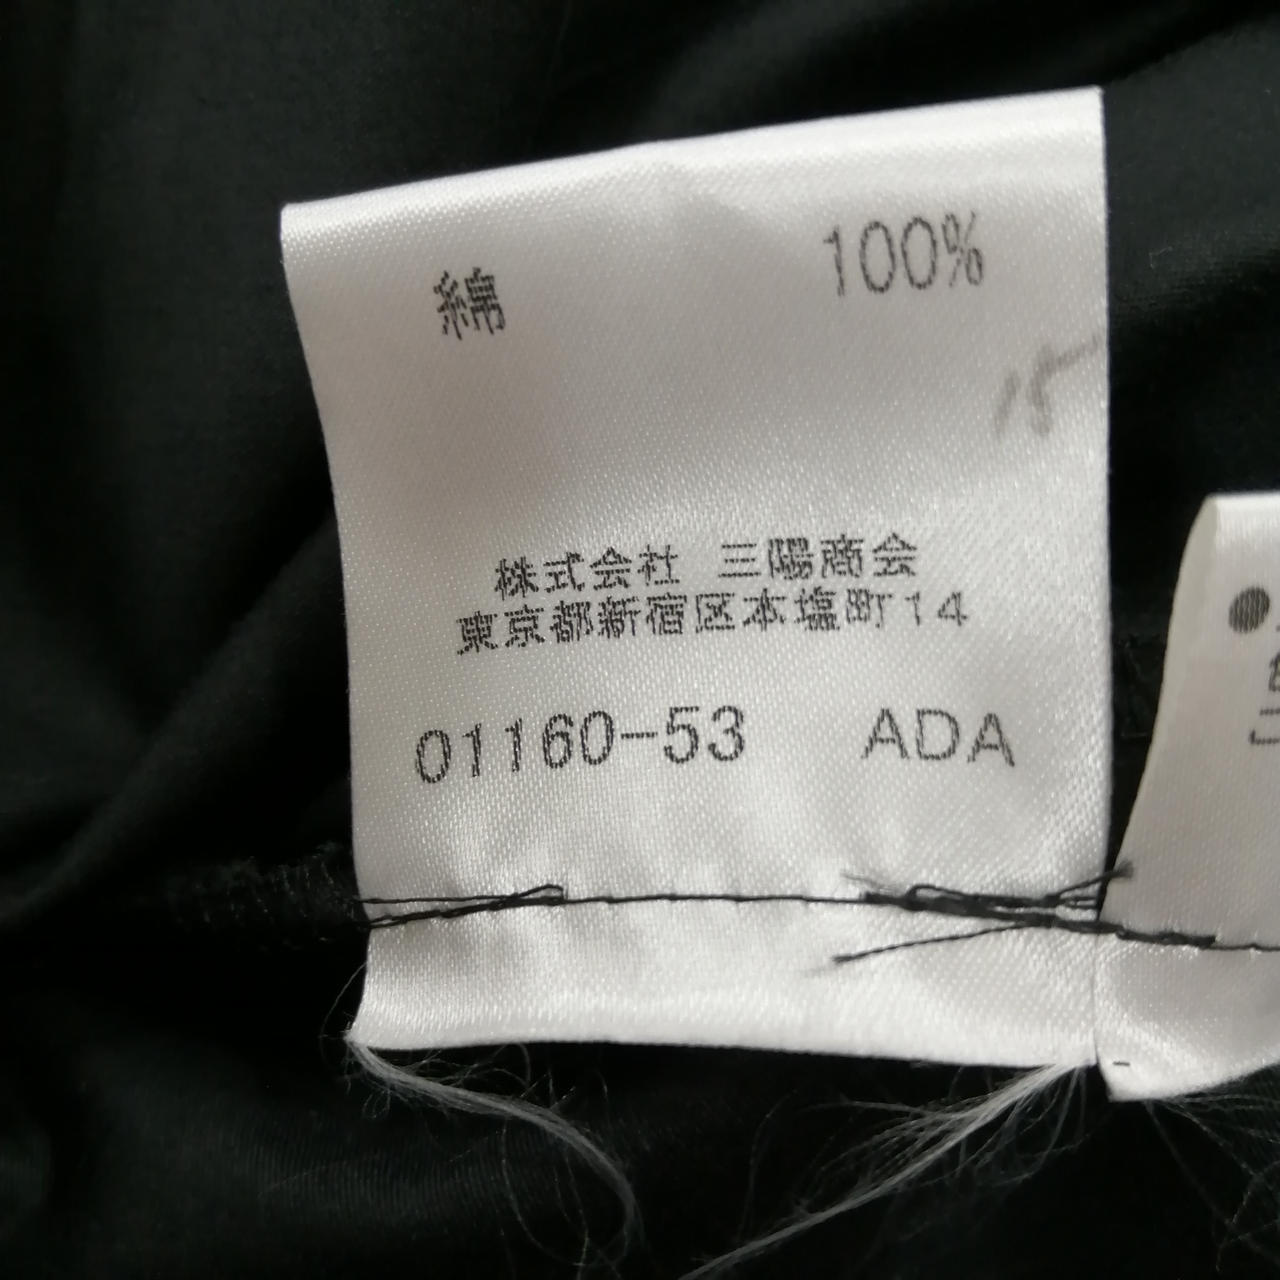 綿 100%
15
株式会社 三陽商会
東京都新宿区本塩町14
01160-53 ADA